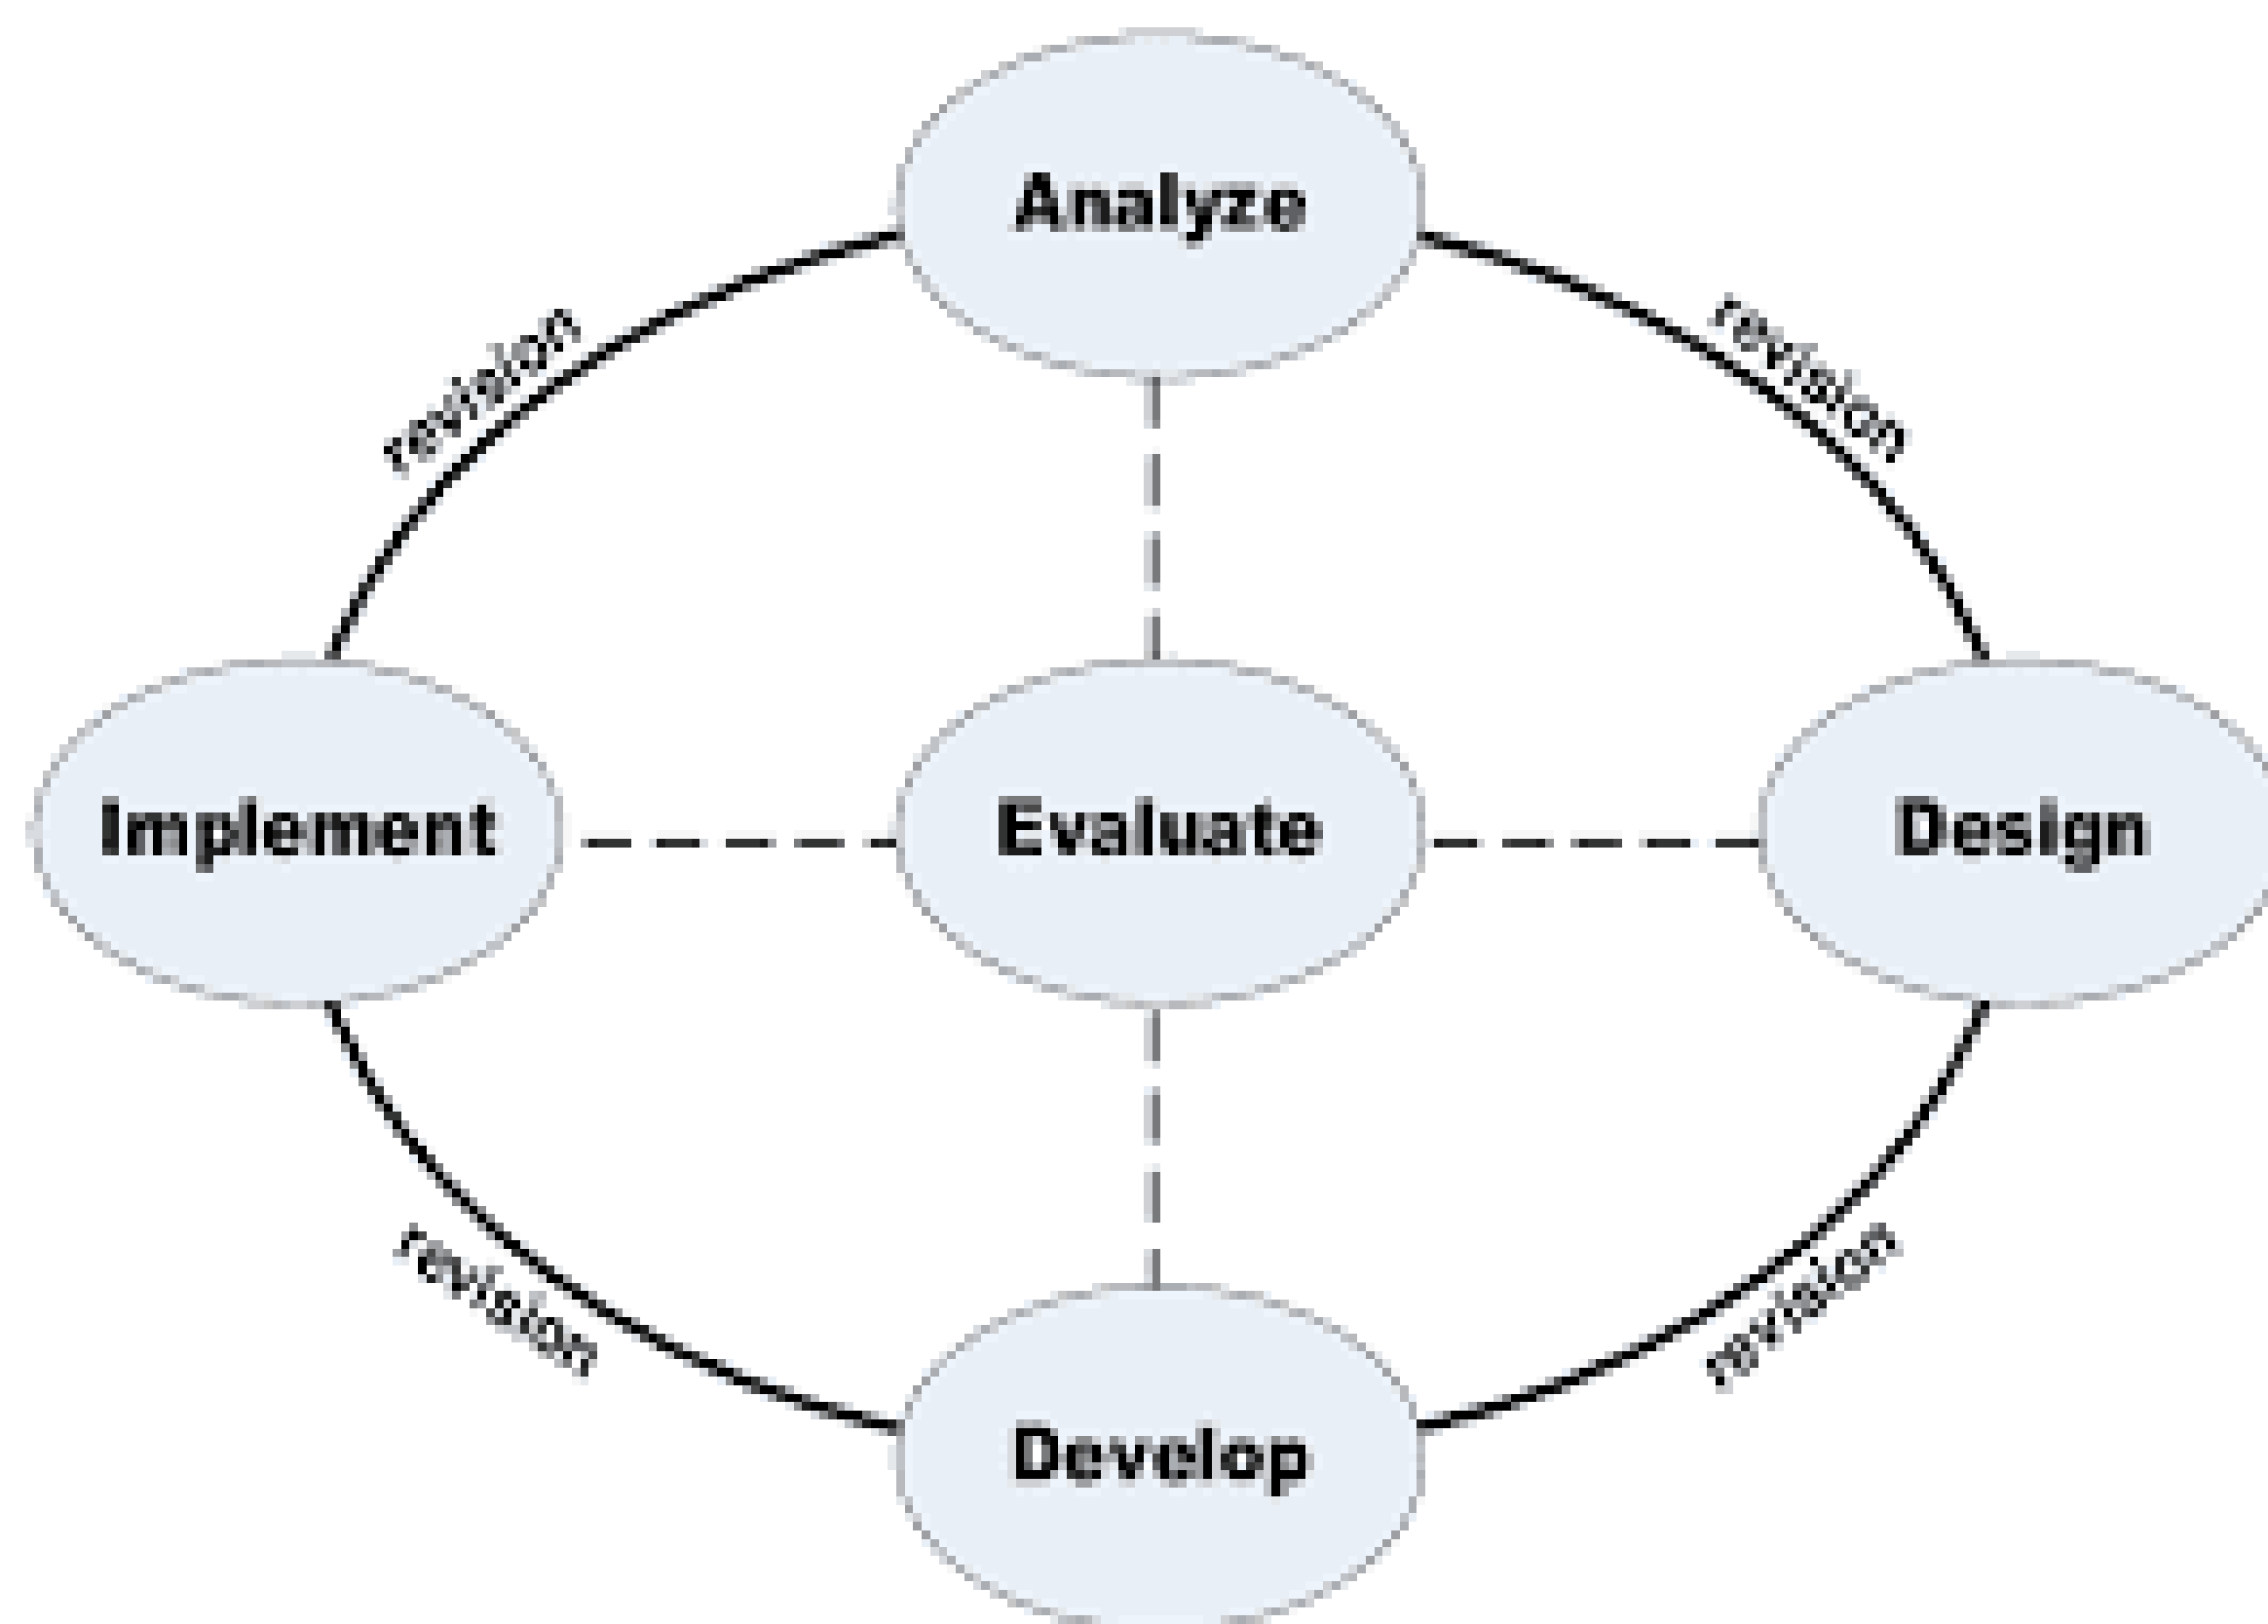 Analyze
revision
revision
Implement
Evaluate
Design
revision
revision
Develop